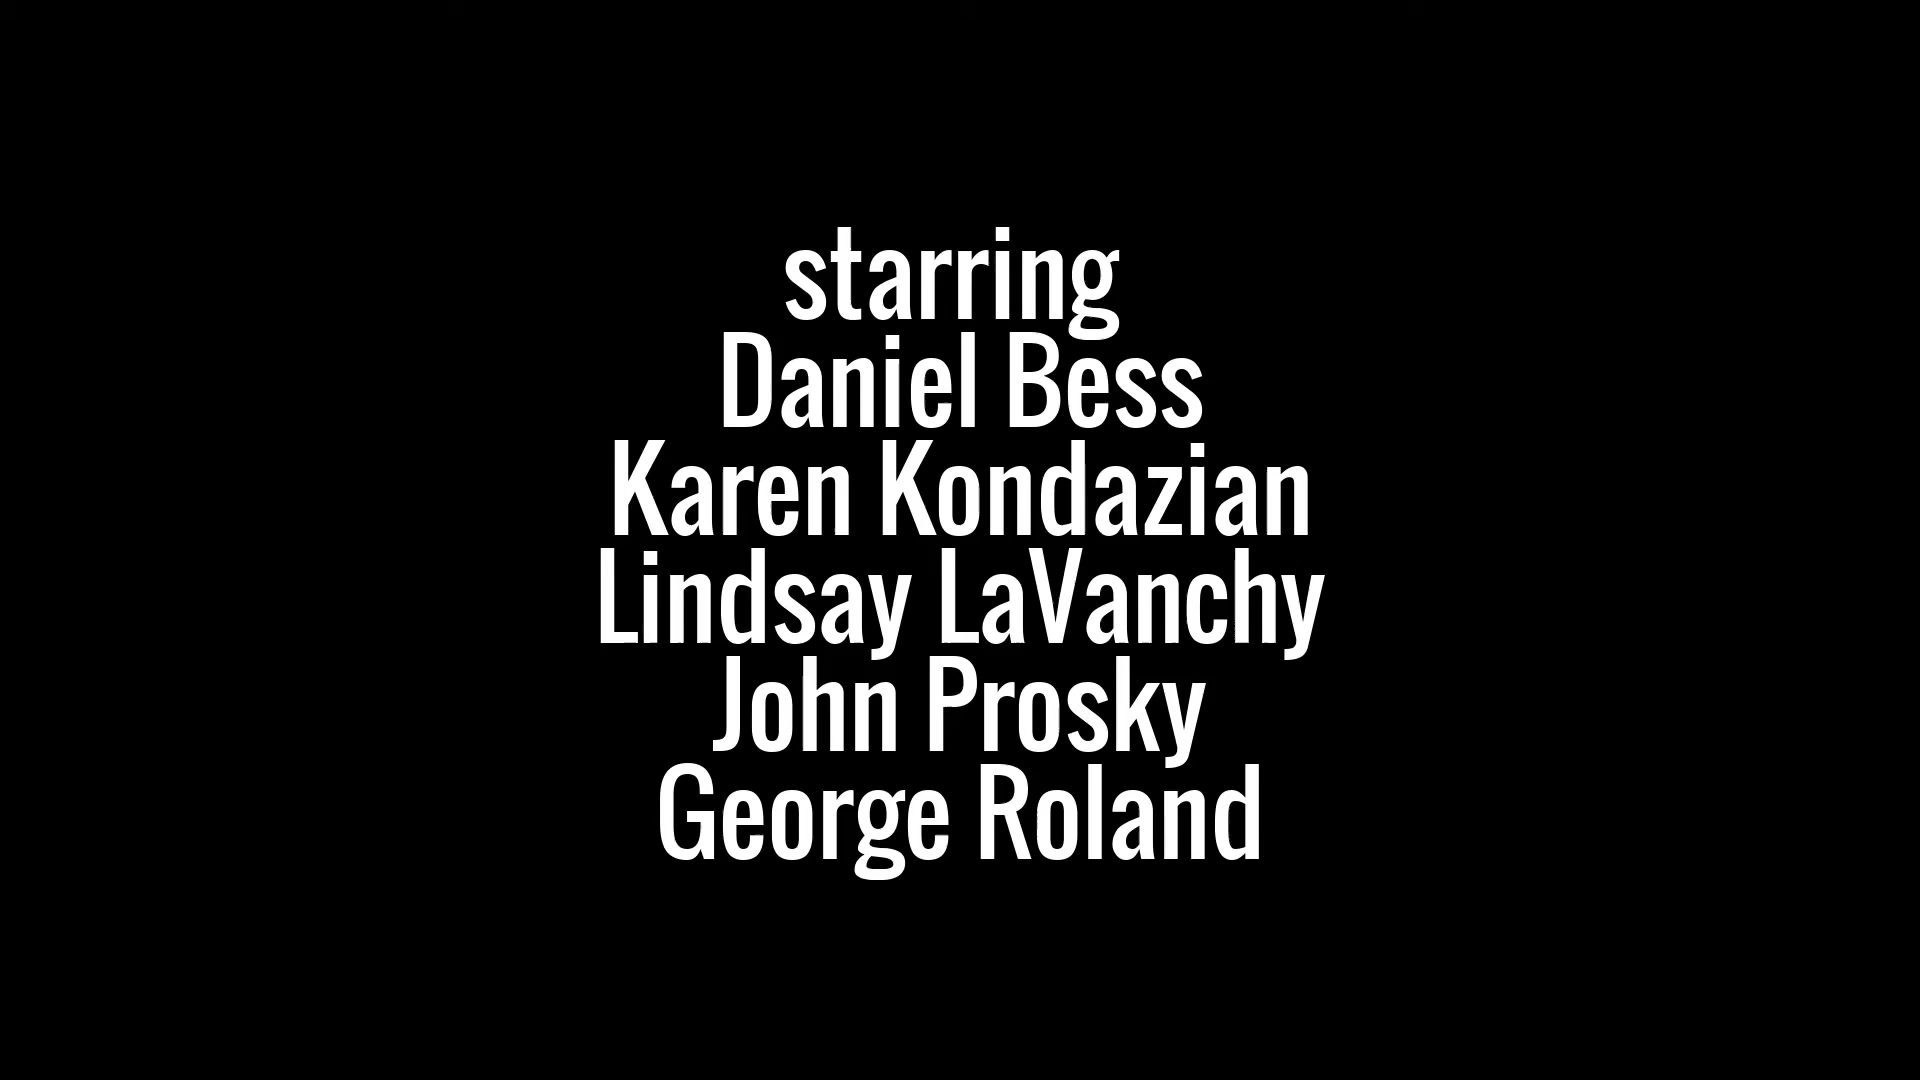 starring
Daniel Bess
Karen Kondazian
Lindsay LaVanchy
John Prosky
George Roland